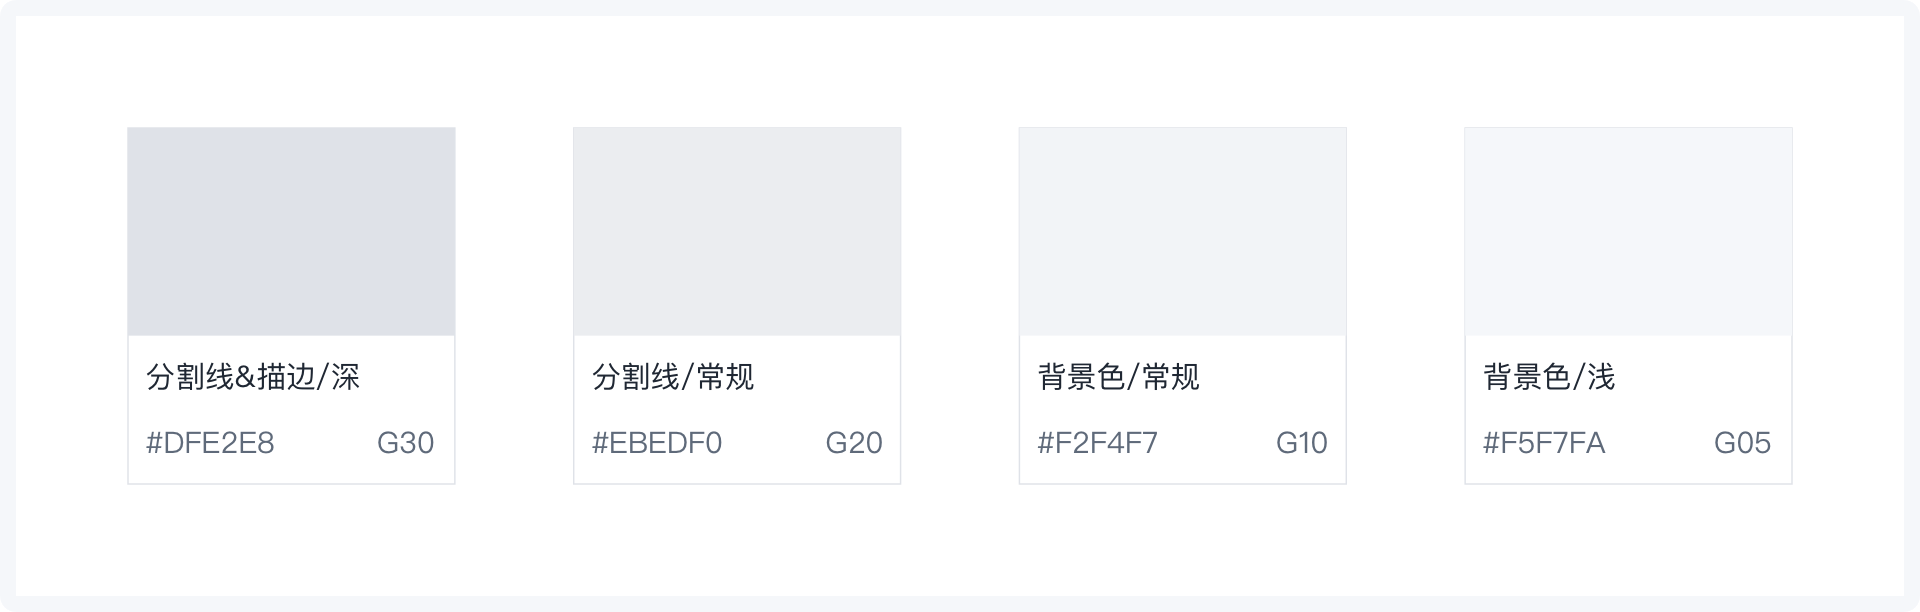 分割线&描边/深
#DFE2E8 G30
分割线/常规
#EBEDF0 G20
背景色/常规
#F2F4F7 G10
背景色/浅
#F5F7FA G05